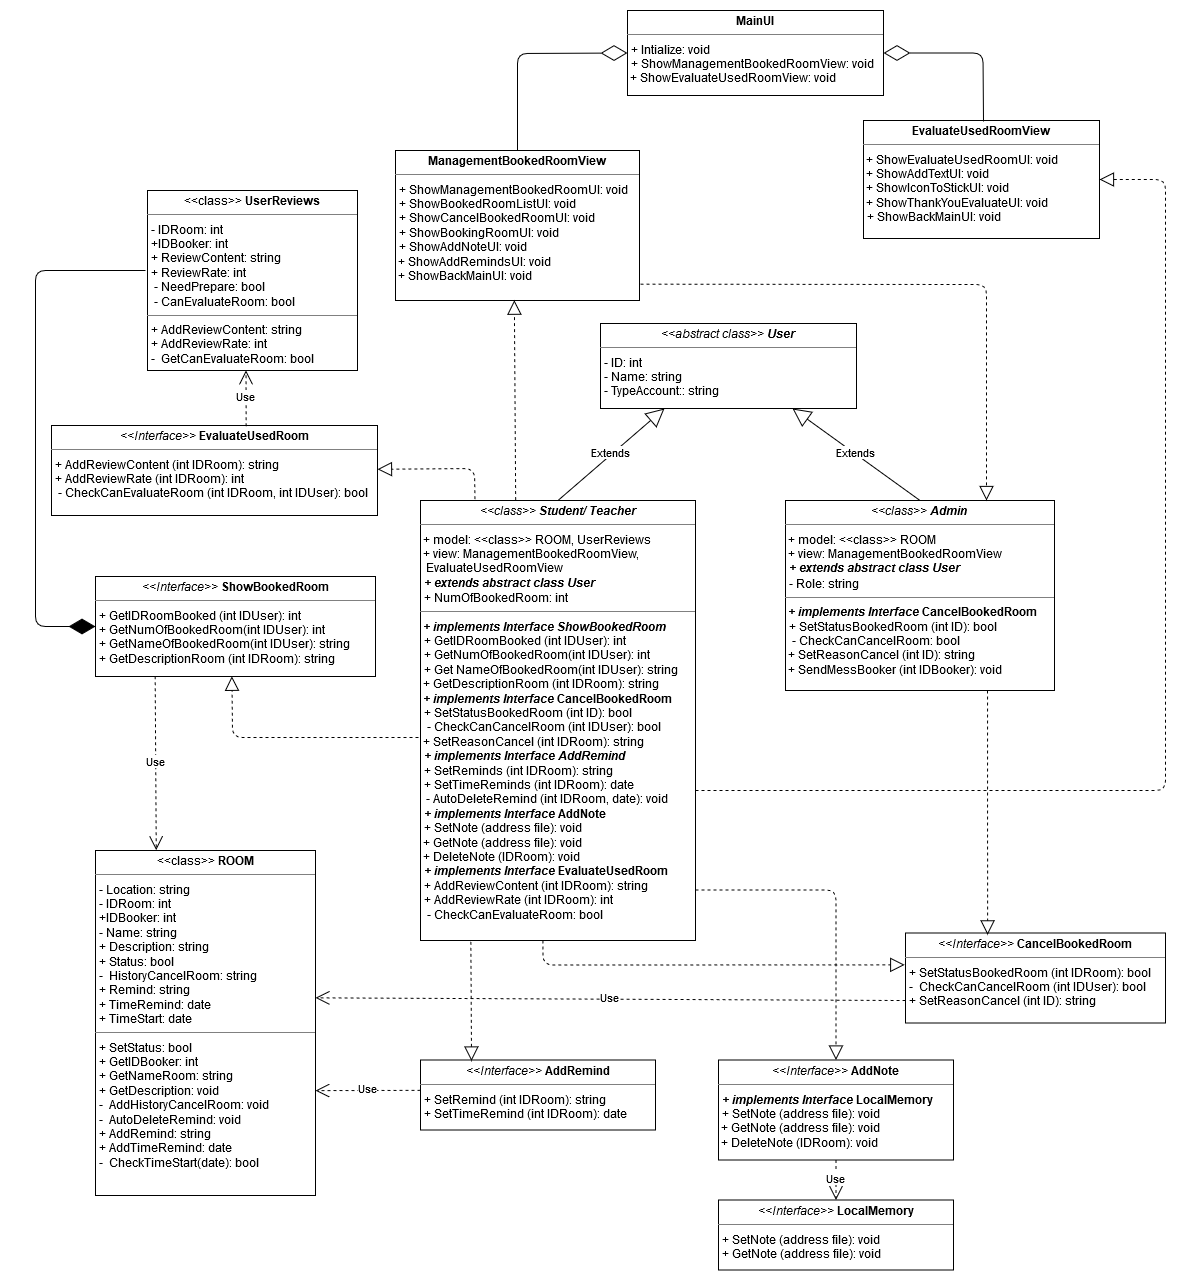 MainUI
+ Intialize: void
+ ShowManagementBookedRoomView: void
+ ShowEvaluateUsedRoomView: void
EvaluateUsedRoomView
+ ShowEvaluateUsedRoomUI: void
+ ShowAddTextUI: void
+ ShowIconToStickUI: void
+ ShowThankYouEvaluateUI: void
+ ShowBackMainUI: void
ManagementBookedRoomView
+ ShowManagementBookedRoomUI: void
+ ShowBookedRoomListUI: void
+ ShowCancelBookedRoomUI: void
+ ShowBookingRoomUI: void
+ ShowAddNoteUI: void
+ ShowAddRemindsUI: void
+ ShowBackMainUI: void
<<class>> UserReviews
- IDRoom: int
+IDBooker: int
+ ReviewContent: string
+ ReviewRate: int
- NeedPrepare: bool
- CanEvaluateRoom: bool
+ AddReviewContent: string
+ AddReviewRate: int
- GetCanEvaluateRoom: bool
Use
<<abstract class>> User
- ID: int
- Name: string
- TypeAccount:: string
Extends
Extends
<<Interface>> EvaluateUsedRoom
+ AddReviewContent (int IDRoom): string
+ AddReviewRate (int IDRoom): int
- CheckCanEvaluateRoom (int IDRoom, int IDUser): bool
<<Interface>> ShowBookedRoom
+ GetIDRoomBooked (int IDUser): int
+ GetNumOfBookedRoom(int IDUser): int
+ GetNameOfBookedRoom(int IDUser): string
+ GetDescriptionRoom (int IDRoom): string
Use
<<class>> Student/ Teacher
+ model: <<class>> ROOM, UserReviews
+ view: ManagementBookedRoomView,
EvaluateUsedRoomView
+ extends abstract class User
+ NumOfBookedRoom: int
+ implements Interface ShowBookedRoom
+ GetIDRoomBooked (int IDUser): int
+ GetNumOfBookedRoom(int IDUser): int
+ Get NameOfBookedRoom(int IDUser): string
+ GetDescriptionRoom (int IDRoom): string
+ implements Interface CancelBookedRoom
+ SetStatusBookedRoom (int ID): bool
- CheckCanCancelRoom (int IDUser): bool
+ SetReasonCancel (int IDRoom): string
+ implements Interface AddRemind
+ SetReminds (int IDRoom): string
+ SetTimeReminds (int IDRoom): date
- AutoDeleteRemind (int IDRoom, date): void
+ implements Interface AddNote
+ SetNote (address file): void
+ GetNote (address file): void
+ DeleteNote (IDRoom): void
+ implements Interface EvaluateUsedRoom
+ AddReviewContent (int IDRoom): string
+ AddReviewRate (int IDRoom): int
- CheckCanEvaluateRoom: bool
<<class>> Admin
+ model: <<class>> ROOM
+ view: ManagementBookedRoomView
+ extends abstract class User
- Role: string
+ implements Interface CancelBookedRoom
+ SetStatusBookedRoom (int ID): bool
- CheckCanCancelRoom: bool
+ SetReasonCancel (int ID): string
+ SendMessBooker (int IDBooker): void
<<class>> ROOM
- Location: string
- IDRoom: int
+IDBooker: int
- Name: string
+ Description: string
+ Status: bool
- HistoryCancelRoom: string
+ Remind: string
+ TimeRemind: date
+ TimeStart: date
+ SetStatus: bool
+ GetIDBooker: int
+ GetNameRoom: string
+ GetDescription: void
- AddHistoryCancelRoom: void
- AutoDeleteRemind: void
+ AddRemind: string
+ AddTimeRemind: date
- CheckTimeStart(date): bool
<<Interface>> CancelBookedRoom
+ SetStatusBookedRoom (int IDRoom): bool
- CheckCanCancelRoom (int IDUser): bool
+ SetReasonCancel (int ID): string
Use
Use
<<Interface>> AddRemind
+ SetRemind (int IDRoom): string
+ SetTimeRemind (int IDRoom): date
<<Interface>> AddNote
+ implements Interface LocalMemory
+ SetNote (address file): void
+ GetNote (address file): void
+ DeleteNote (IDRoom): void
Use
<<Interface>> LocalMemory
+ SetNote (address file): void
+ GetNote (address file): void